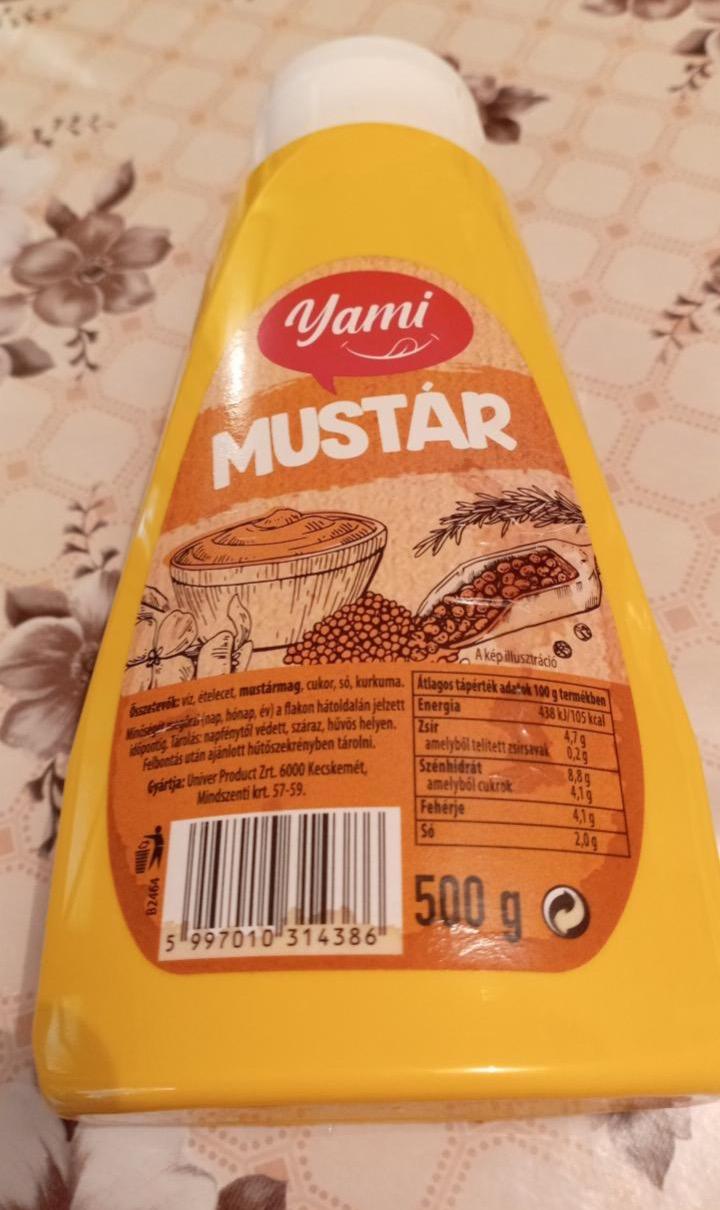 Yami
MUSTÁR
A kép illusztráció
Összetevők: víz, ételecet, mustármag, cukor, só, kurkuma.
Minőségét megőrzi (nap, hónap, év) a flakon hátoldalán jelzett
időpontig. Tárolás: napfénytől védett, száraz, hűvös helyen.
Felbontás után ajánlott hűtőszekrényben tárolni.
Gyártja: Univer Product Zrt. 6000 Kecskemét,
Mindszenti krt. 57-59.
Átlagos tápérték adatok 100 g termékben
Energia 438 kJ/105 kcal
Zsír 4,7 g
amelyből telített zsírsavak 0,2 g
Szénhidrát 8,8 g
amelyből cukrok 4,1 g
Fehérje 4,1 g
Só 2,0 g
B2464
5 997010 314386
500 g